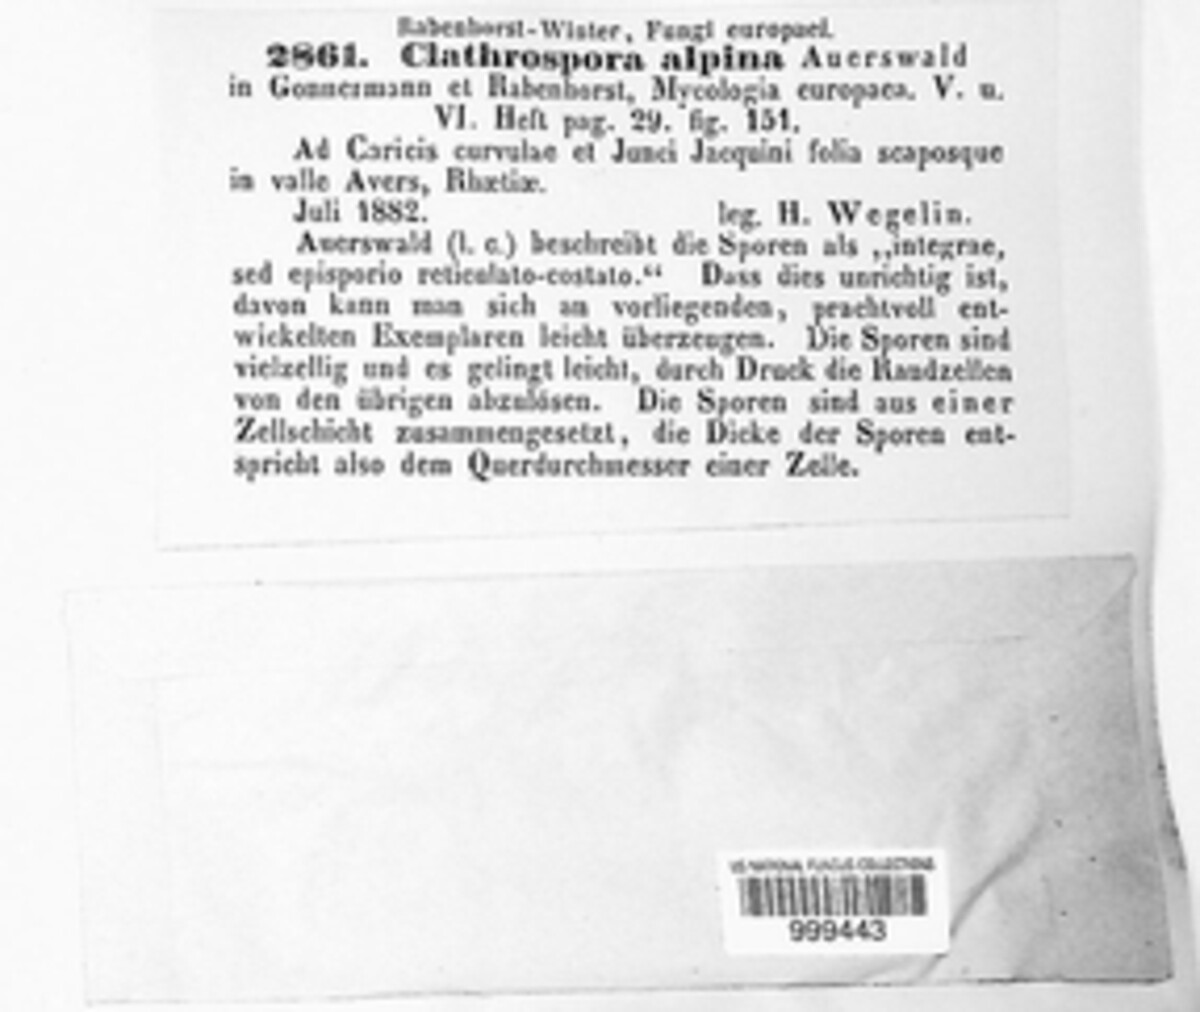 Rabenhorst-Winter, Fungi europaei.
2861. Clathrospora alpina Auerswald
in Gonnermann et Rabenhorst, Mycologia europaea. V. u.
VI. Heft pag. 29. fig. 151.
Ad Caricis curvulae et Junci Jacquini folia scaposque
in valle Avers, Rhætiæ.
Juli 1882. leg. H. Wegelin.
Auerswald (l. c.) beschreibt die Sporen als „integrae,
sed episporio reticulato-costato.“ Dass dies unrichtig ist,
davon kann man sich an vorliegenden, prachtvoll ent-
wickelten Exemplaren leicht überzeugen. Die Sporen sind
vielzellig und es gelingt leicht, durch Druck die Randzellen
von den übrigen abzulösen. Die Sporen sind aus einer
Zellschicht zusammengesetzt, die Dicke der Sporen ent-
spricht also dem Querdurchmesser einer Zelle.
US NATIONAL FUNGUS COLLECTIONS
999443